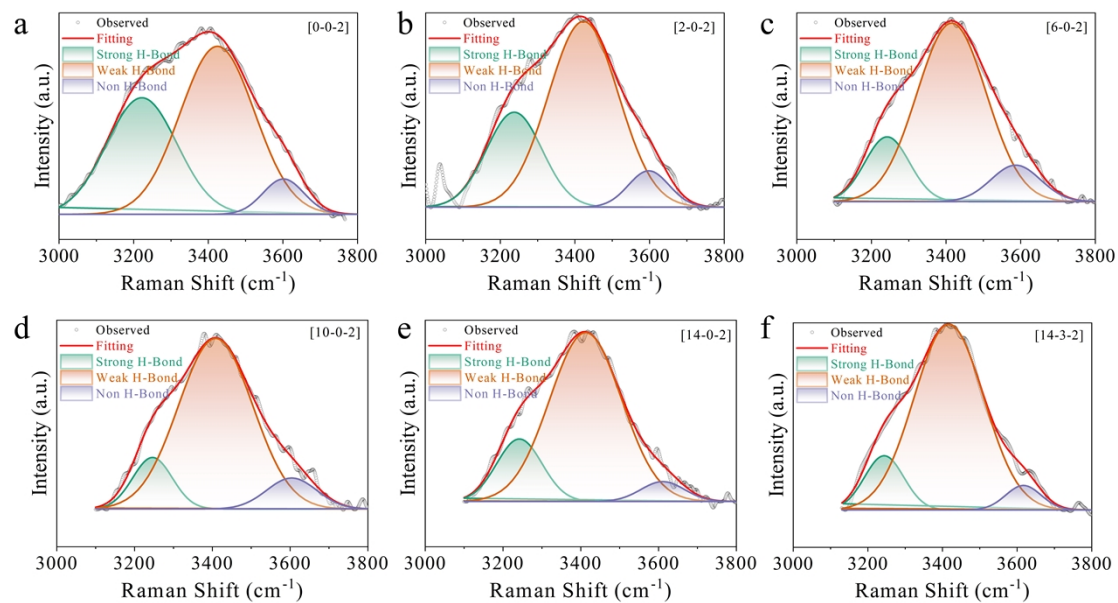 a
[0-0-2]
Observed
Fitting
Strong H-Bond
Weak H-Bond
Non H-Bond
Intensity (a.u.)
3000 3200 3400 3600 3800
Raman Shift (cm⁻¹)
b
[2-0-2]
Observed
Fitting
Strong H-Bond
Weak H-Bond
Non H-Bond
Intensity (a.u.)
3000 3200 3400 3600 3800
Raman Shift (cm⁻¹)
c
[6-0-2]
Observed
Fitting
Strong H-Bond
Weak H-Bond
Non H-Bond
Intensity (a.u.)
3000 3200 3400 3600 3800
Raman Shift (cm⁻¹)
d
[10-0-2]
Observed
Fitting
Strong H-Bond
Weak H-Bond
Non H-Bond
Intensity (a.u.)
3000 3200 3400 3600 3800
Raman Shift (cm⁻¹)
e
[14-0-2]
Observed
Fitting
Strong H-Bond
Weak H-Bond
Non H-Bond
Intensity (a.u.)
3000 3200 3400 3600 3800
Raman Shift (cm⁻¹)
f
[14-3-2]
Observed
Fitting
Strong H-Bond
Weak H-Bond
Non H-Bond
Intensity (a.u.)
3000 3200 3400 3600 3800
Raman Shift (cm⁻¹)